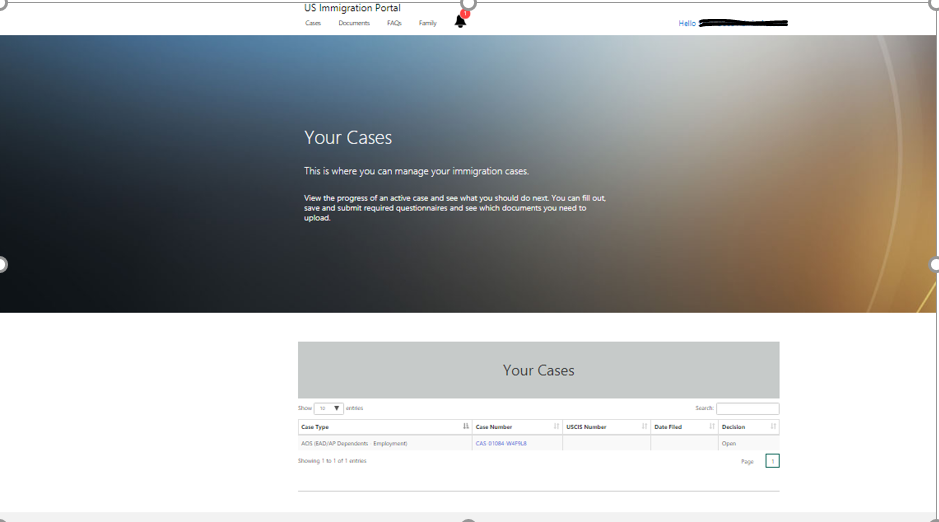 US Immigration Portal
Cases Documents FAQs Family 1
Hello
Your Cases
This is where you can manage your immigration cases.
View the progress of an active case and see what you should do next. You can fill out,
save and submit required questionnaires and see which documents you need to
upload.
Your Cases
Show 10 entries Search:
Case Type Case Number USCIS Number Date Filed Decision
AOS (EAD/AP Dependents Employment) CAS-01084-W4P9L8 Open
Showing 1 to 1 of 1 entries Page 1